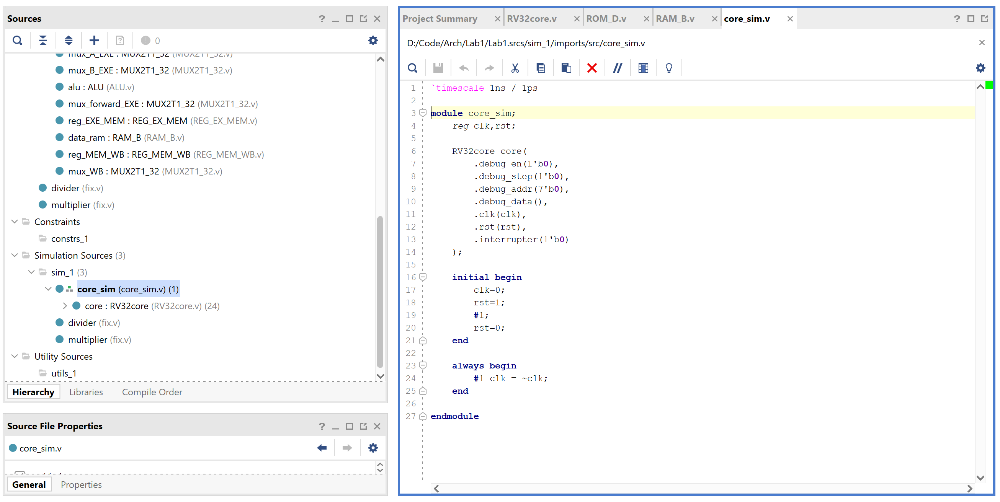 Sources
0
mux_A_EXE : MUX2T1_32 (MUX2T1_32.v)
mux_B_EXE : MUX2T1_32 (MUX2T1_32.v)
alu : ALU (ALU.v)
mux_forward_EXE : MUX2T1_32 (MUX2T1_32.v)
reg_EXE_MEM : REG_EX_MEM (REG_EX_MEM.v)
data_ram : RAM_B (RAM_B.v)
reg_MEM_WB : REG_MEM_WB (REG_MEM_WB.v)
mux_WB : MUX2T1_32 (MUX2T1_32.v)
divider (fix.v)
multiplier (fix.v)
Constraints
constrs_1
Simulation Sources (3)
sim_1 (3)
core_sim (core_sim.v) (1)
core : RV32core (RV32core.v) (24)
divider (fix.v)
multiplier (fix.v)
Utility Sources
utils_1
Hierarchy Libraries Compile Order
Source File Properties
core_sim.v
General Properties
Project Summary RV32core.v ROM_D.v RAM_B.v core_sim.v
D:/Code/Arch/Lab1/Lab1.srcs/sim_1/imports/src/core_sim.v
1 `timescale 1ns / 1ps
2
3 module core_sim;
4 reg clk,rst;
5
6 RV32core core(
7 .debug_en(1'b0),
8 .debug_step(1'b0),
9 .debug_addr(7'b0),
10 .debug_data(),
11 .clk(clk),
12 .rst(rst),
13 .interrupter(1'b0)
14 );
15
16 initial begin
17 clk=0;
18 rst=1;
19 #1;
20 rst=0;
21 end
22
23 always begin
24 #1 clk = ~clk;
25 end
26
27 endmodule